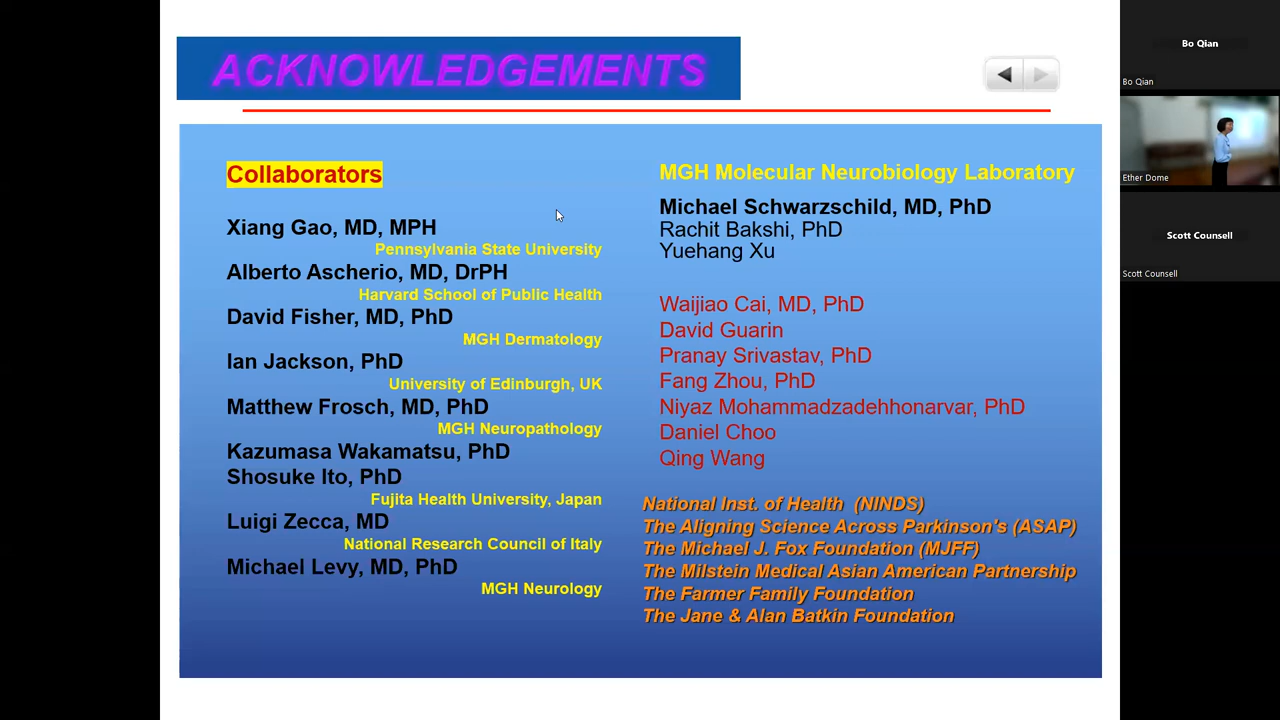 ACKNOWLEDGEMENTS
Collaborators
Xiang Gao, MD, MPH
Pennsylvania State University
Alberto Ascherio, MD, DrPH
Harvard School of Public Health
David Fisher, MD, PhD
MGH Dermatology
Ian Jackson, PhD
University of Edinburgh, UK
Matthew Frosch, MD, PhD
MGH Neuropathology
Kazumasa Wakamatsu, PhD
Shosuke Ito, PhD
Fujita Health University, Japan
Luigi Zecca, MD
National Research Council of Italy
Michael Levy, MD, PhD
MGH Neurology
MGH Molecular Neurobiology Laboratory
Michael Schwarzschild, MD, PhD
Rachit Bakshi, PhD
Yuehang Xu
Waijiao Cai, MD, PhD
David Guarin
Pranay Srivastav, PhD
Fang Zhou, PhD
Niyaz Mohammadzadehhonarvar, PhD
Daniel Choo
Qing Wang
National Inst. of Health (NINDS)
The Aligning Science Across Parkinson's (ASAP)
The Michael J. Fox Foundation (MJFF)
The Milstein Medical Asian American Partnership
The Farmer Family Foundation
The Jane & Alan Batkin Foundation
Bo Qian
Bo Qian
Ether Dome
Scott Counsell
Scott Counsell